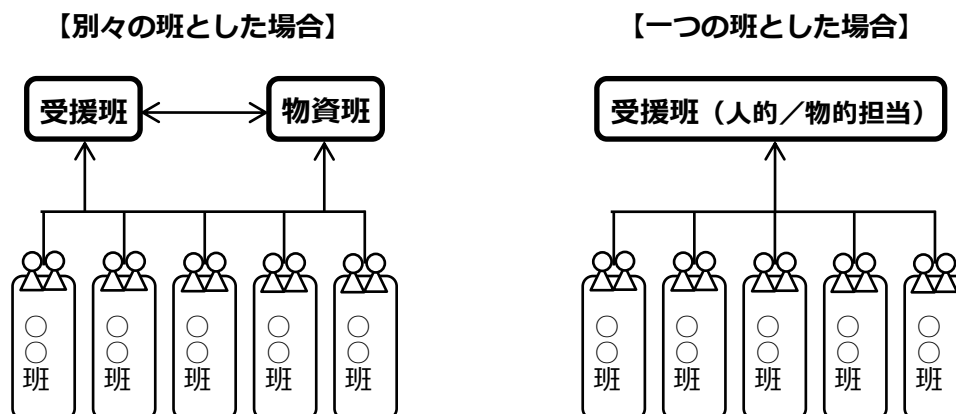 【別々の班とした場合】
【一つの班とした場合】
受援班
物資班
受援班（人的／物的担当）
○○班
○○班
○○班
○○班
○○班
○○班
○○班
○○班
○○班
○○班